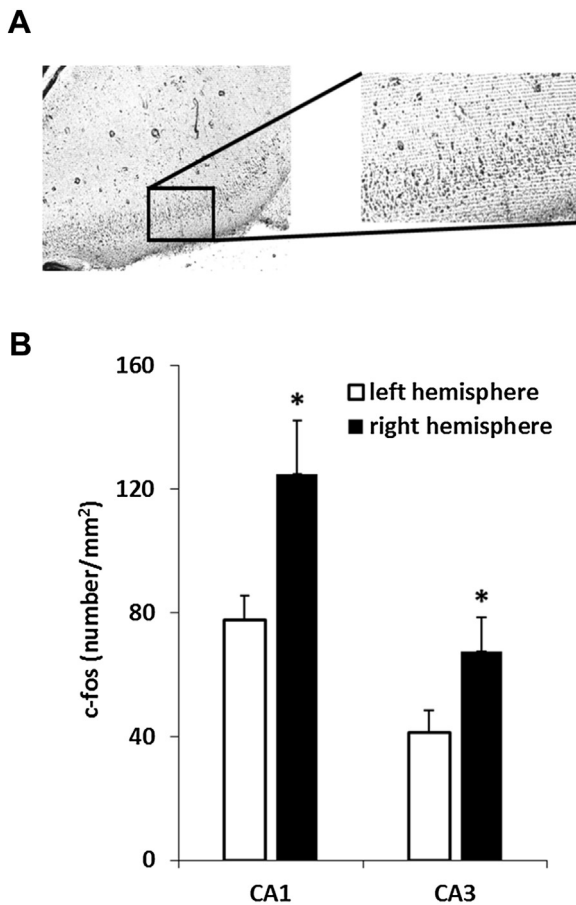 A
B
160
120
80
40
0
c-fos (number/mm²)
*
*
left hemisphere
right hemisphere
CA1
CA3